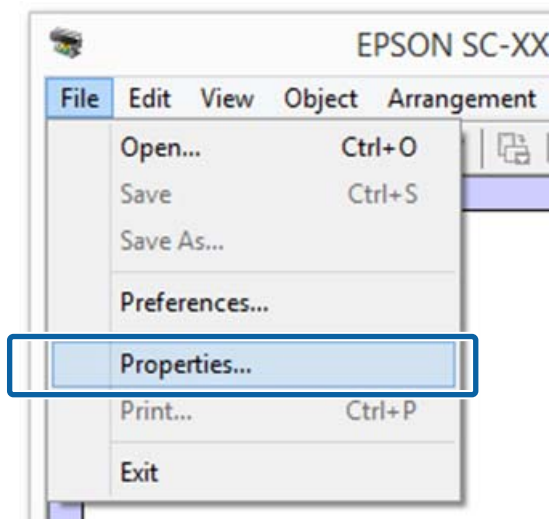 EPSON SC-XX
File Edit View Object Arrangement
Open... Ctrl+O
Save Ctrl+S
Save As...
Preferences...
Properties...
Print... Ctrl+P
Exit